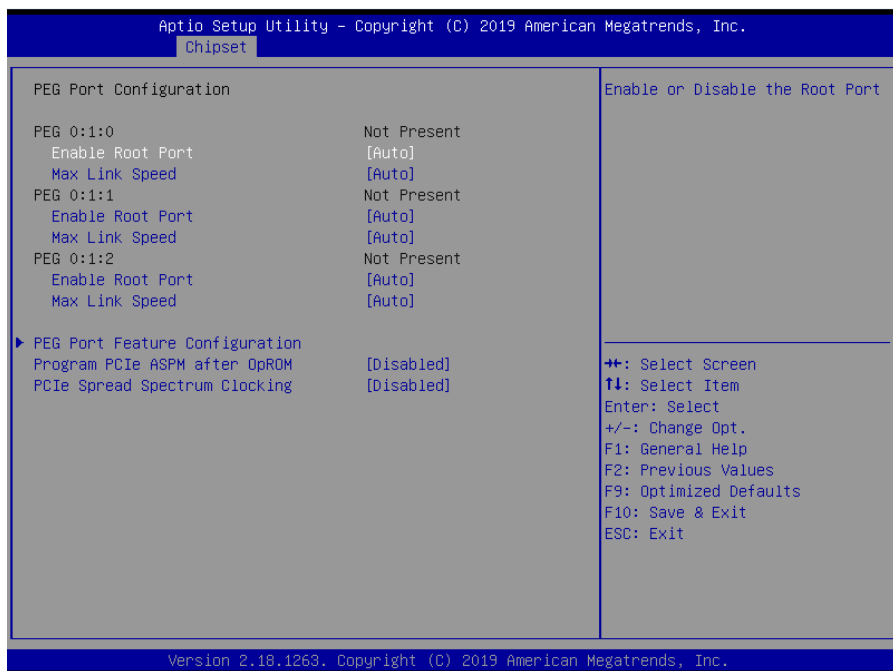 Aptio Setup Utility – Copyright (C) 2019 American Megatrends, Inc.
Chipset
PEG Port Configuration
PEG 0:1:0 Not Present
Enable Root Port [Auto]
Max Link Speed [Auto]
PEG 0:1:1 Not Present
Enable Root Port [Auto]
Max Link Speed [Auto]
PEG 0:1:2 Not Present
Enable Root Port [Auto]
Max Link Speed [Auto]
PEG Port Feature Configuration
Program PCIe ASPM after OpROM [Disabled]
PCIe Spread Spectrum Clocking [Disabled]
Enable or Disable the Root Port
→←: Select Screen
↑↓: Select Item
Enter: Select
+/-: Change Opt.
F1: General Help
F2: Previous Values
F9: Optimized Defaults
F10: Save & Exit
ESC: Exit
Version 2.18.1263. Copyright (C) 2019 American Megatrends, Inc.